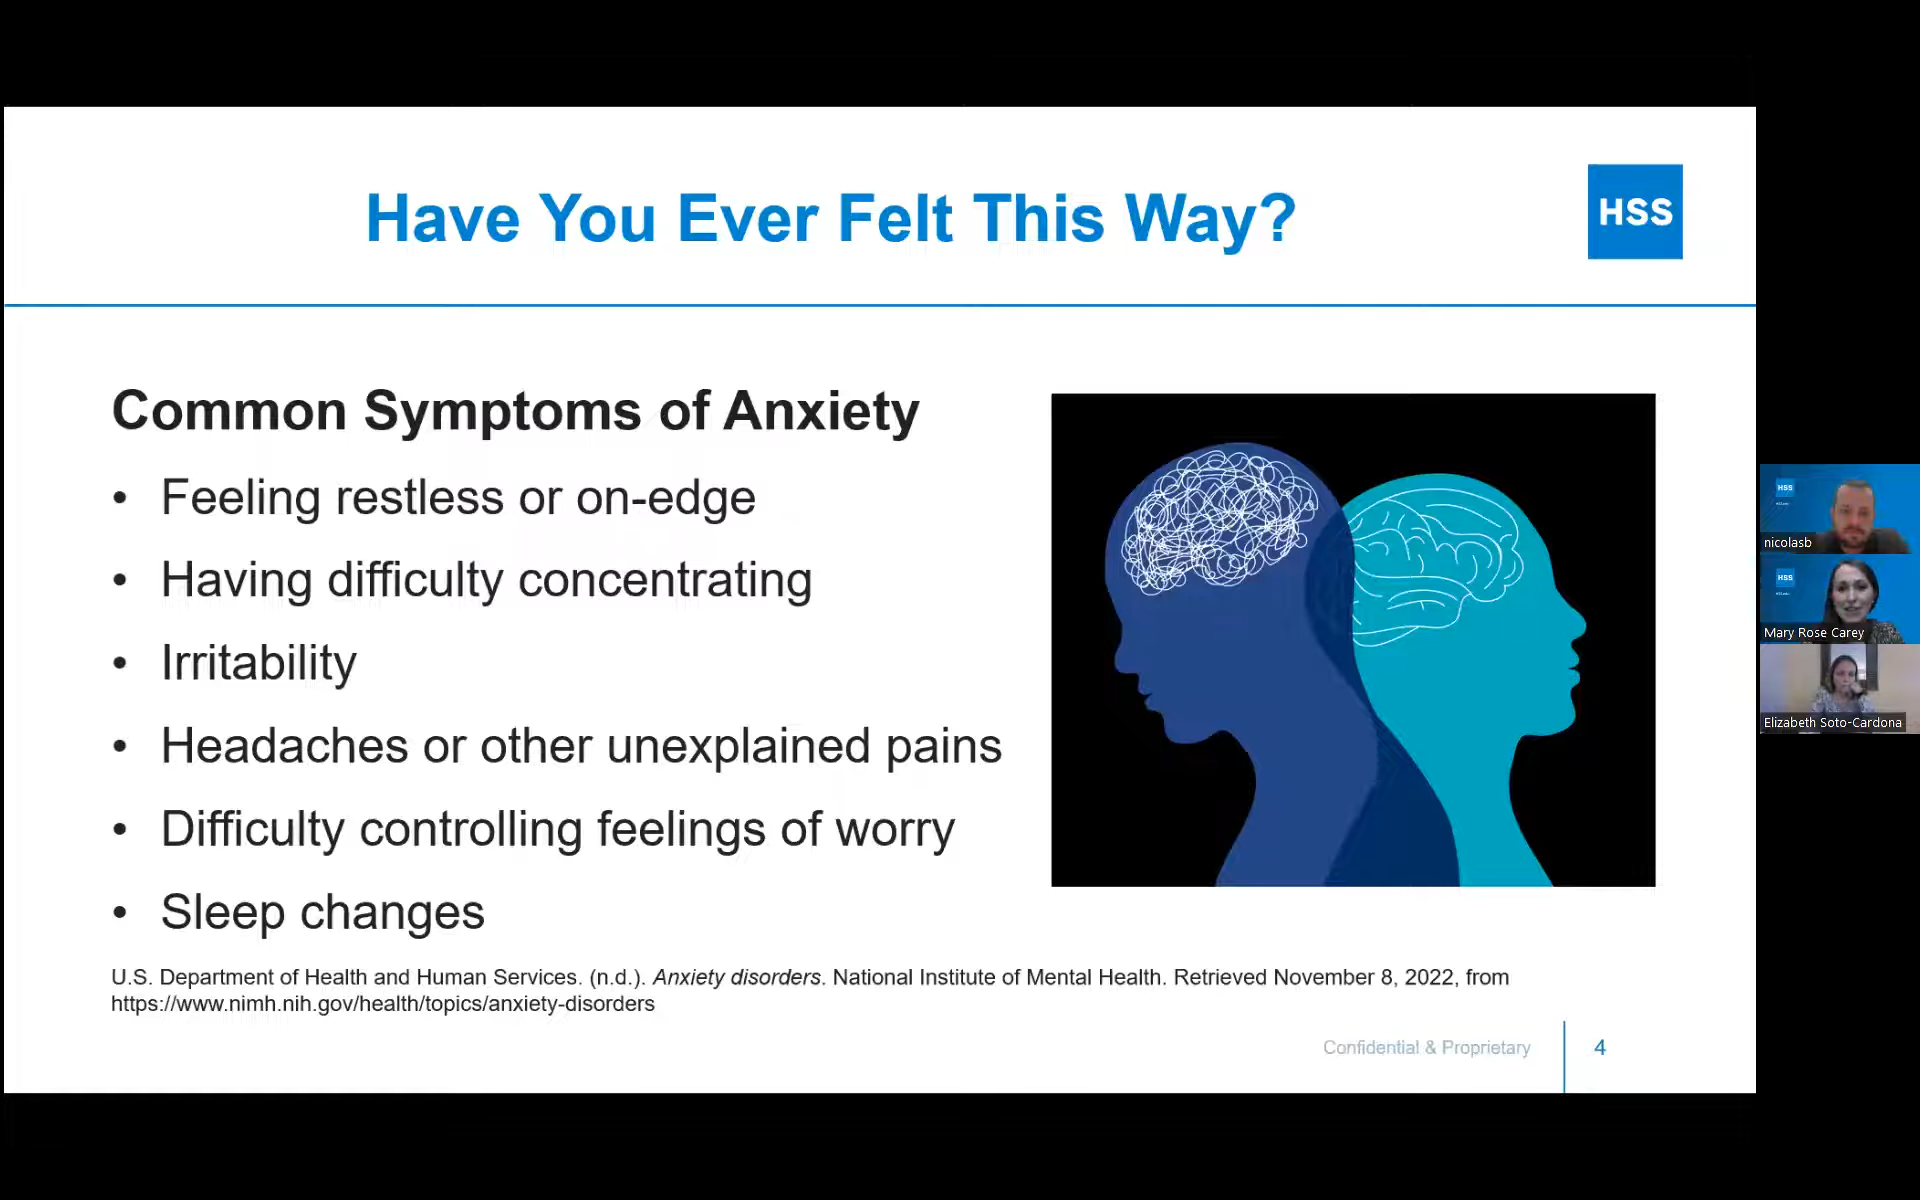 Have You Ever Felt This Way?
HSS
Common Symptoms of Anxiety
• Feeling restless or on-edge
• Having difficulty concentrating
• Irritability
• Headaches or other unexplained pains
• Difficulty controlling feelings of worry
• Sleep changes
U.S. Department of Health and Human Services. (n.d.). Anxiety disorders. National Institute of Mental Health. Retrieved November 8, 2022, from
https://www.nimh.nih.gov/health/topics/anxiety-disorders
Confidential & Proprietary
4
HSS
nicolasb
HSS
Mary Rose Carey
Elizabeth Soto-Cardona